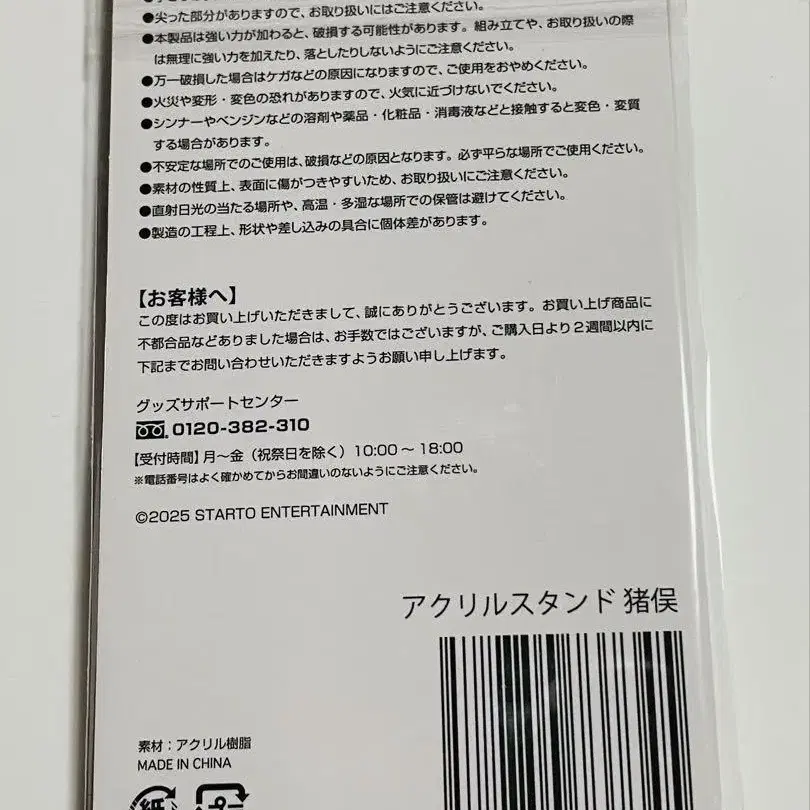 ●尖った部分がありますので、お取り扱いにはご注意ください。
●本製品は強い力が加わると、破損する可能性があります。組み立てや、お取り扱いの際
は無理に強い力を加えたり、落としたりしないようにご注意ください。
●万一破損した場合はケガなどの原因になりますので、ご使用をおやめください。
●火災や変形・変色の恐れがありますので、火気に近づけないでください。
●シンナーやベンジンなどの溶剤や薬品・化粧品・消毒液などと接触すると変色・変質
する場合があります。
●不安定な場所でのご使用は、破損などの原因となります。必ず平らな場所でご使用ください。
●素材の性質上、表面に傷がつきやすいため、お取り扱いにご注意ください。
●直射日光の当たる場所や、高温・多湿な場所での保管は避けてください。
●製造の工程上、形状や差し込みの具合に個体差があります。
【お客様へ】
この度はお買い上げいただきまして、誠にありがとうございます。お買い上げ商品に
不都合品などありました場合は、お手数ではございますが、ご購入日より2週間以内に
下記までお問い合わせいただきますようお願い申し上げます。
グッズサポートセンター
0120-382-310
【受付時間】月～金（祝祭日を除く）10:00～18:00
※電話番号はよく確かめてからお間違いのないようにご注意ください。
©2025 STARTO ENTERTAINMENT
アクリルスタンド 猪俣
素材：アクリル樹脂
MADE IN CHINA
紙